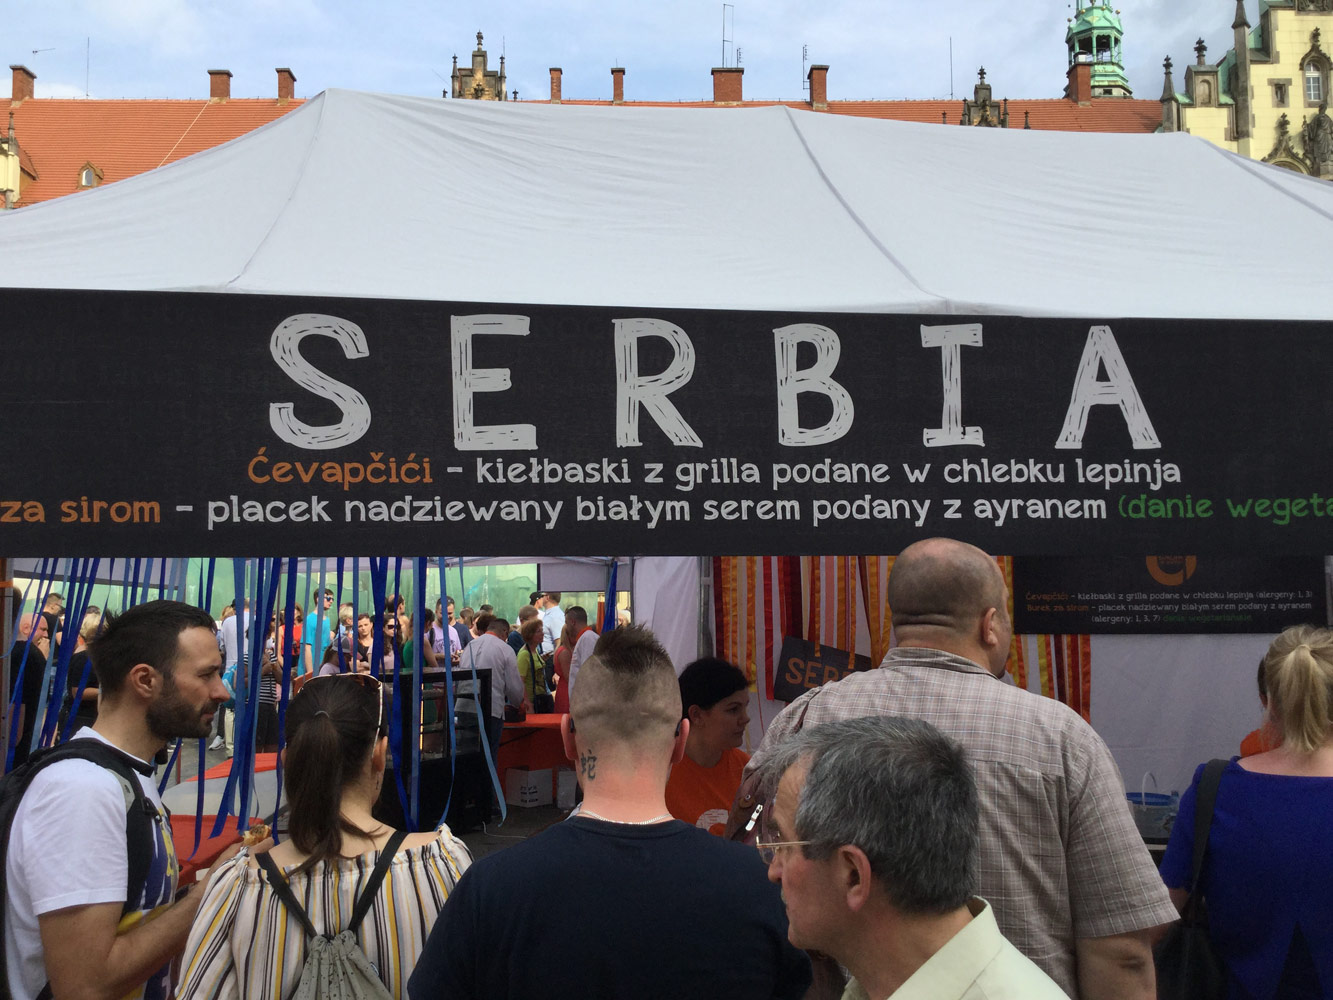 SERBIA
Ćevapčići - kiełbaski z grilla podane w chlebku lepinja
za sirom - placek nadziewany białym serem podany z ayranem (danie wegeta
Ćevapčići - kiełbaski z grilla podane w chlebku lepinja (alergeny: 1, 3)
Burek za sirom - placek nadziewany białym serem podany z ayranem
(alergeny: 1, 3, 7) danie wegetariańskie
SER
蛇